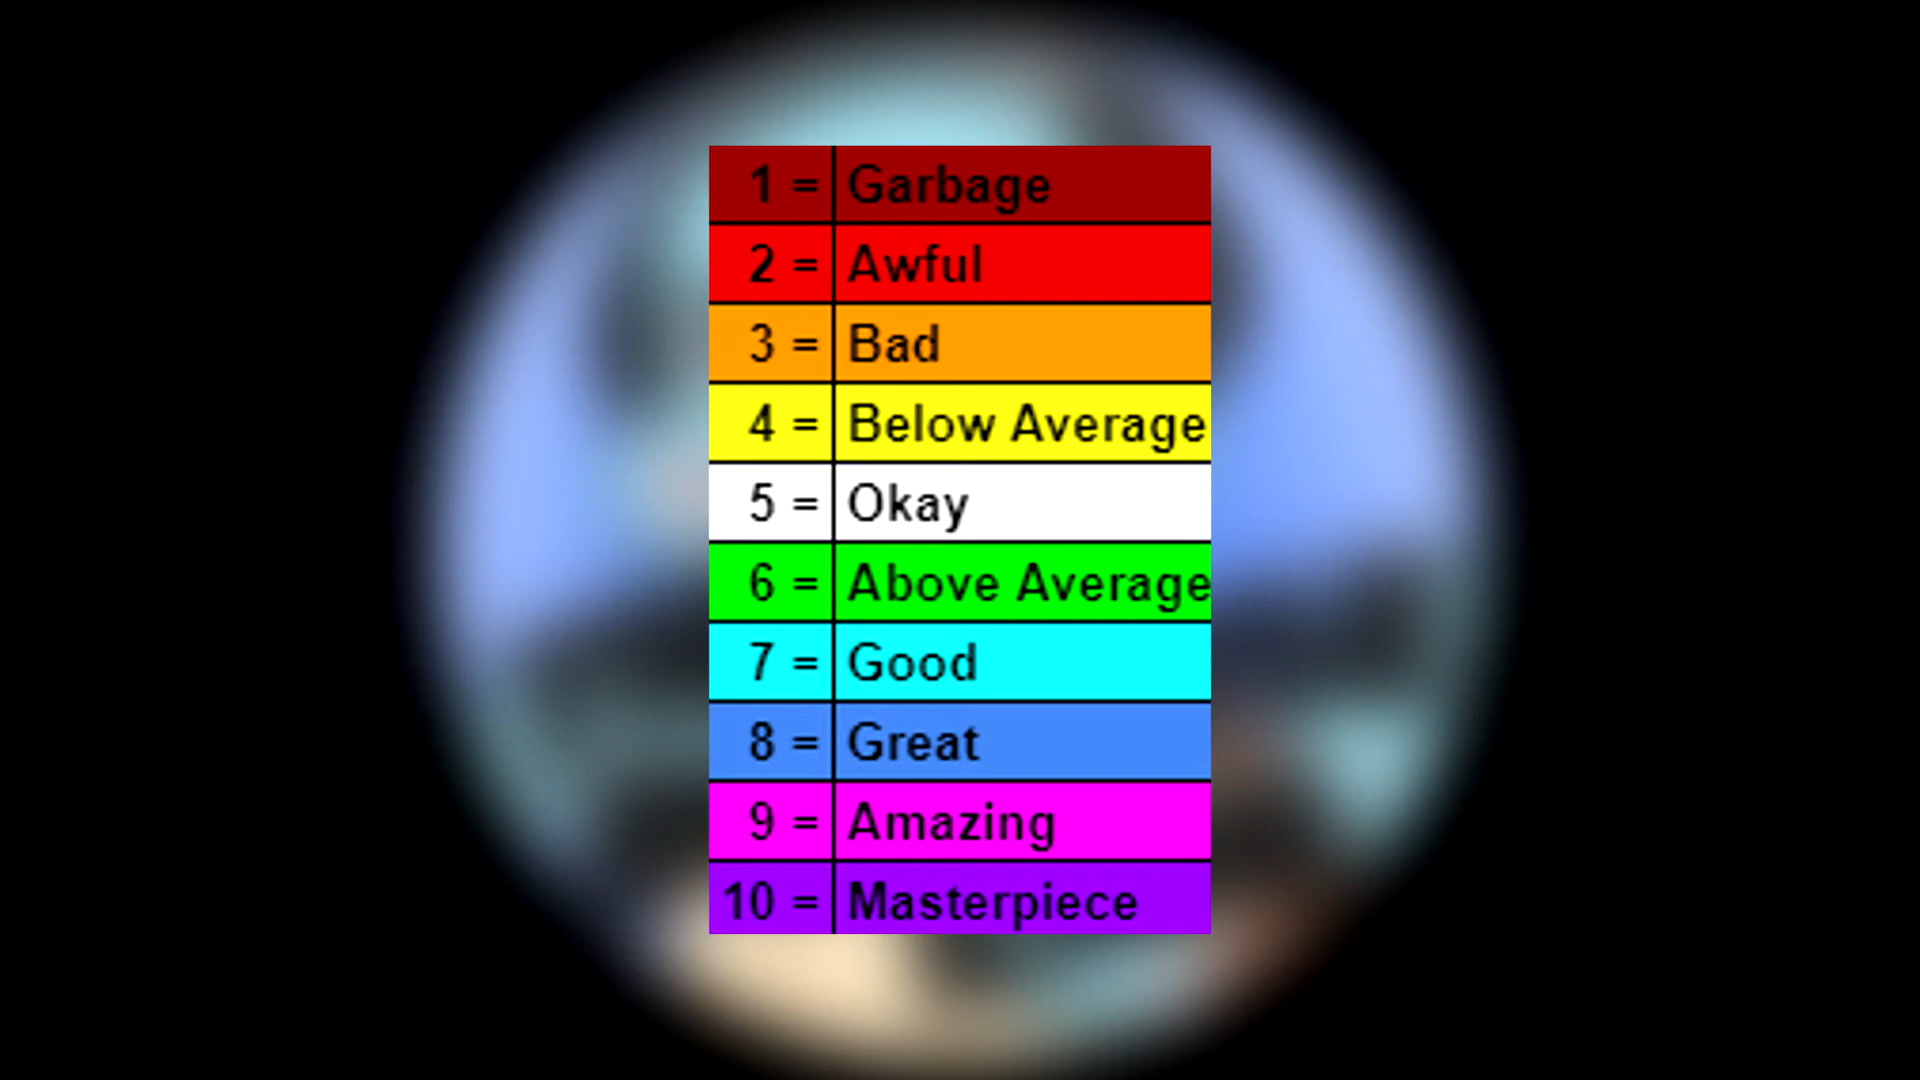 1 = Garbage
2 = Awful
3 = Bad
4 = Below Average
5 = Okay
6 = Above Average
7 = Good
8 = Great
9 = Amazing
10 = Masterpiece